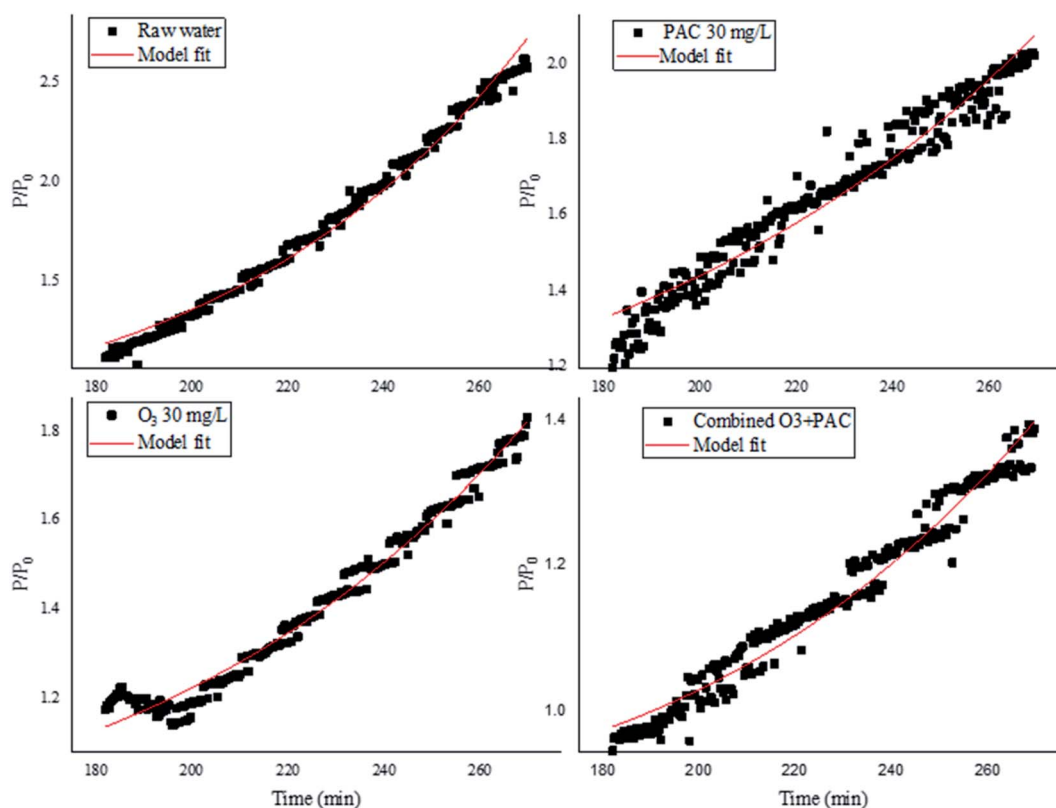 Raw water
Model fit
2.5
2.0
1.5
P/P0
180 200 220 240 260
PAC 30 mg/L
Model fit
2.0
1.8
1.6
1.4
1.2
P/P0
180 200 220 240 260
O3 30 mg/L
Model fit
1.8
1.6
1.4
1.2
P/P0
180 200 220 240 260
Time (min)
Combined O3+PAC
Model fit
1.4
1.2
1.0
P/P0
180 200 220 240 260
Time (min)